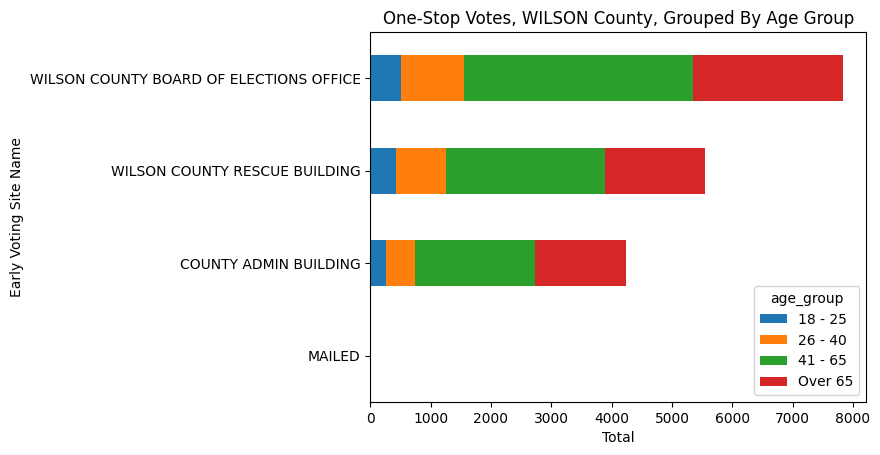 One-Stop Votes, WILSON County, Grouped By Age Group
Early Voting Site Name
WILSON COUNTY BOARD OF ELECTIONS OFFICE
WILSON COUNTY RESCUE BUILDING
COUNTY ADMIN BUILDING
MAILED
age_group
18 - 25
26 - 40
41 - 65
Over 65
0 1000 2000 3000 4000 5000 6000 7000 8000
Total